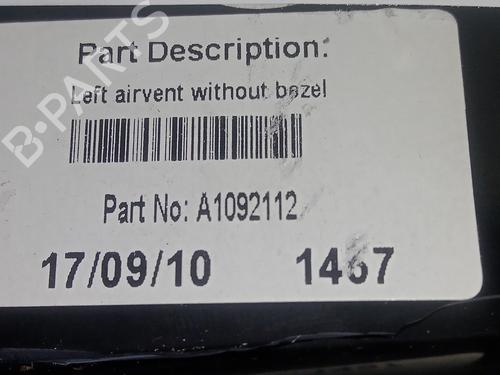 Part Description:
Left airvent without bezel
Part No: A1092112
17/09/10 1467
B-PARTS